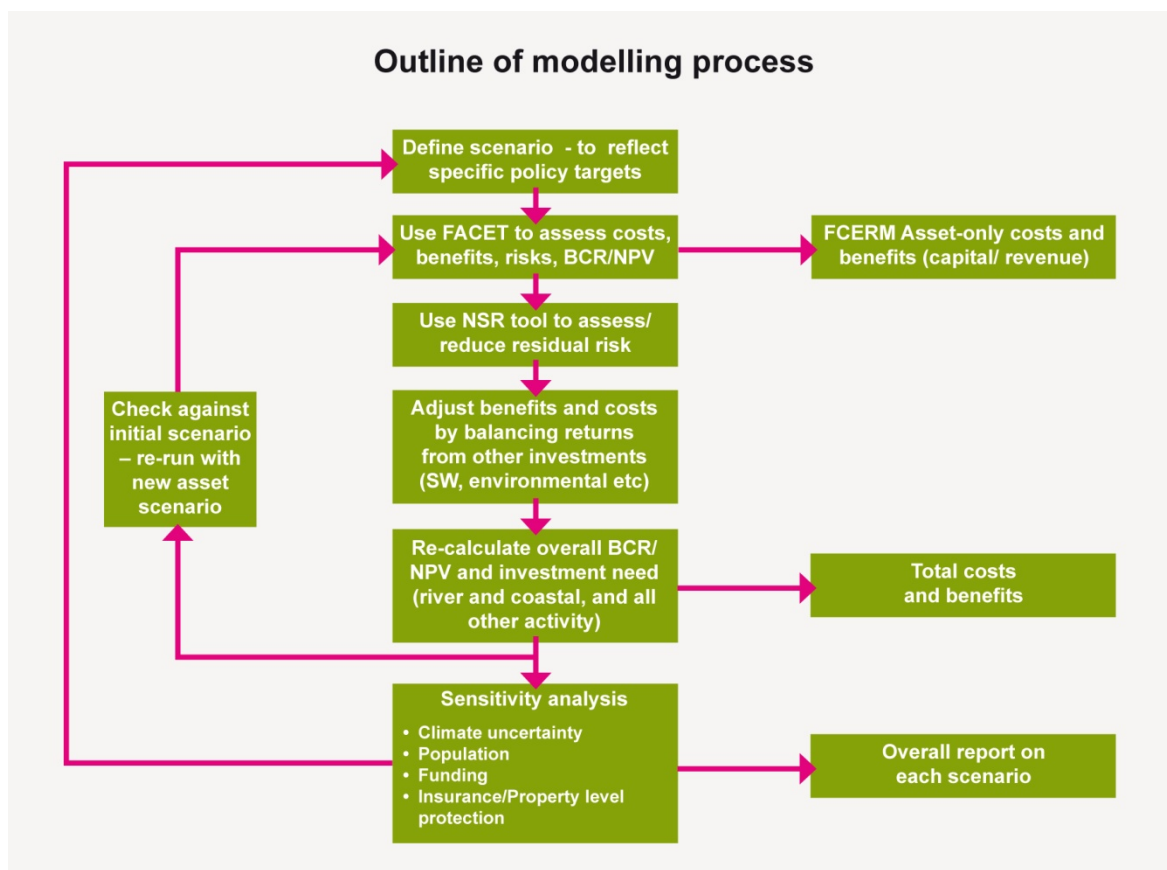 Outline of modelling process
Define scenario - to reflect
specific policy targets
Use FACET to assess costs,
benefits, risks, BCR/NPV
FCERM Asset-only costs and
benefits (capital/ revenue)
Use NSR tool to assess/
reduce residual risk
Check against
initial scenario
– re-run with
new asset
scenario
Adjust benefits and costs
by balancing returns
from other investments
(SW, environmental etc)
Re-calculate overall BCR/
NPV and investment need
(river and coastal, and all
other activity)
Total costs
and benefits
Sensitivity analysis
• Climate uncertainty
• Population
• Funding
• Insurance/Property level
protection
Overall report on
each scenario